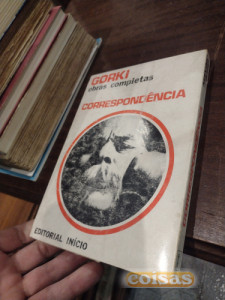 GORKI
obras completas
CORRESPONDÊNCIA
EDITORIAL INÍCIO
coisas